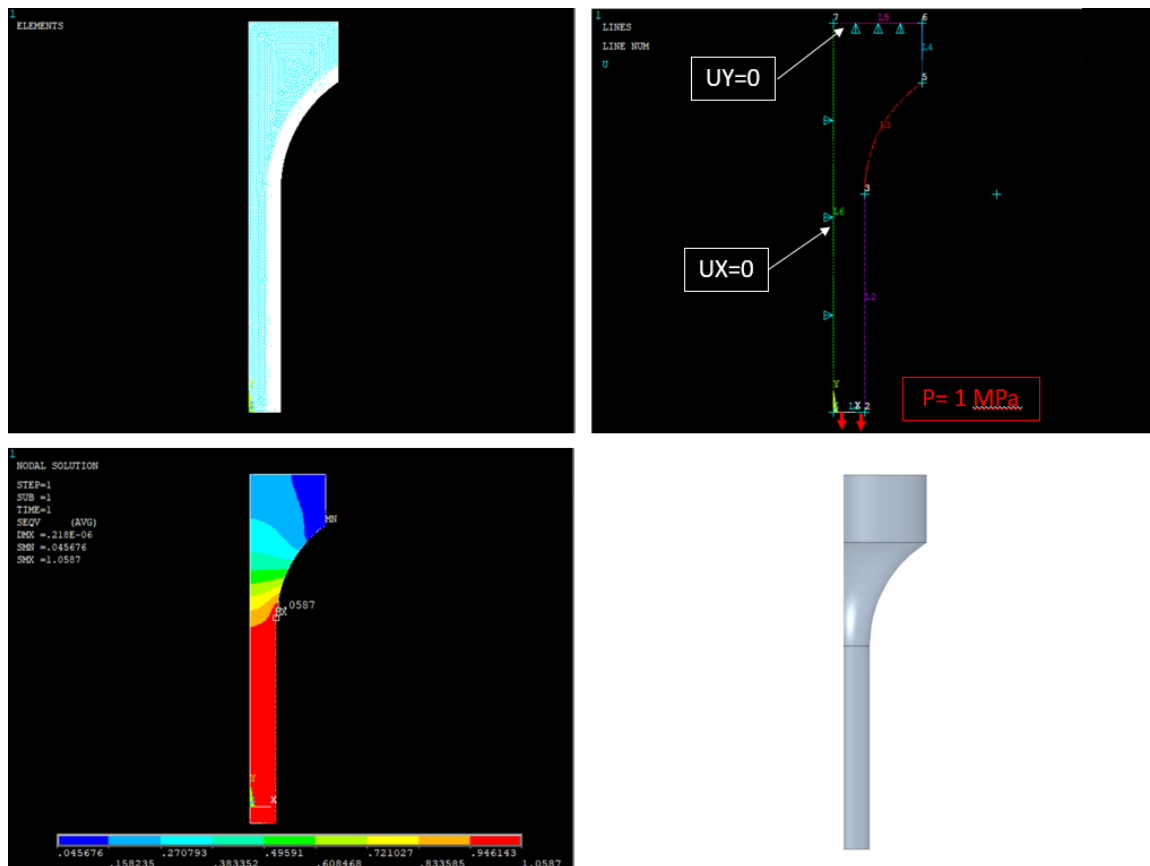 1
ELEMENTS
Y
1
LINES
LINE NUM
U
7
L5
6
L4
5
L3
3
L6
L2
Y
X
2
UY=0
UX=0
P= 1 MPa
1
NODAL SOLUTION
STEP=1
SUB =1
TIME=1
SEQV (AVG)
DMX =.218E-06
SMN =.045676
SMX =1.0587
MN
.0587
Y
X
.045676 .270793 .49591 .721027 .946143
.158235 .383352 .608468 .833585 1.0587